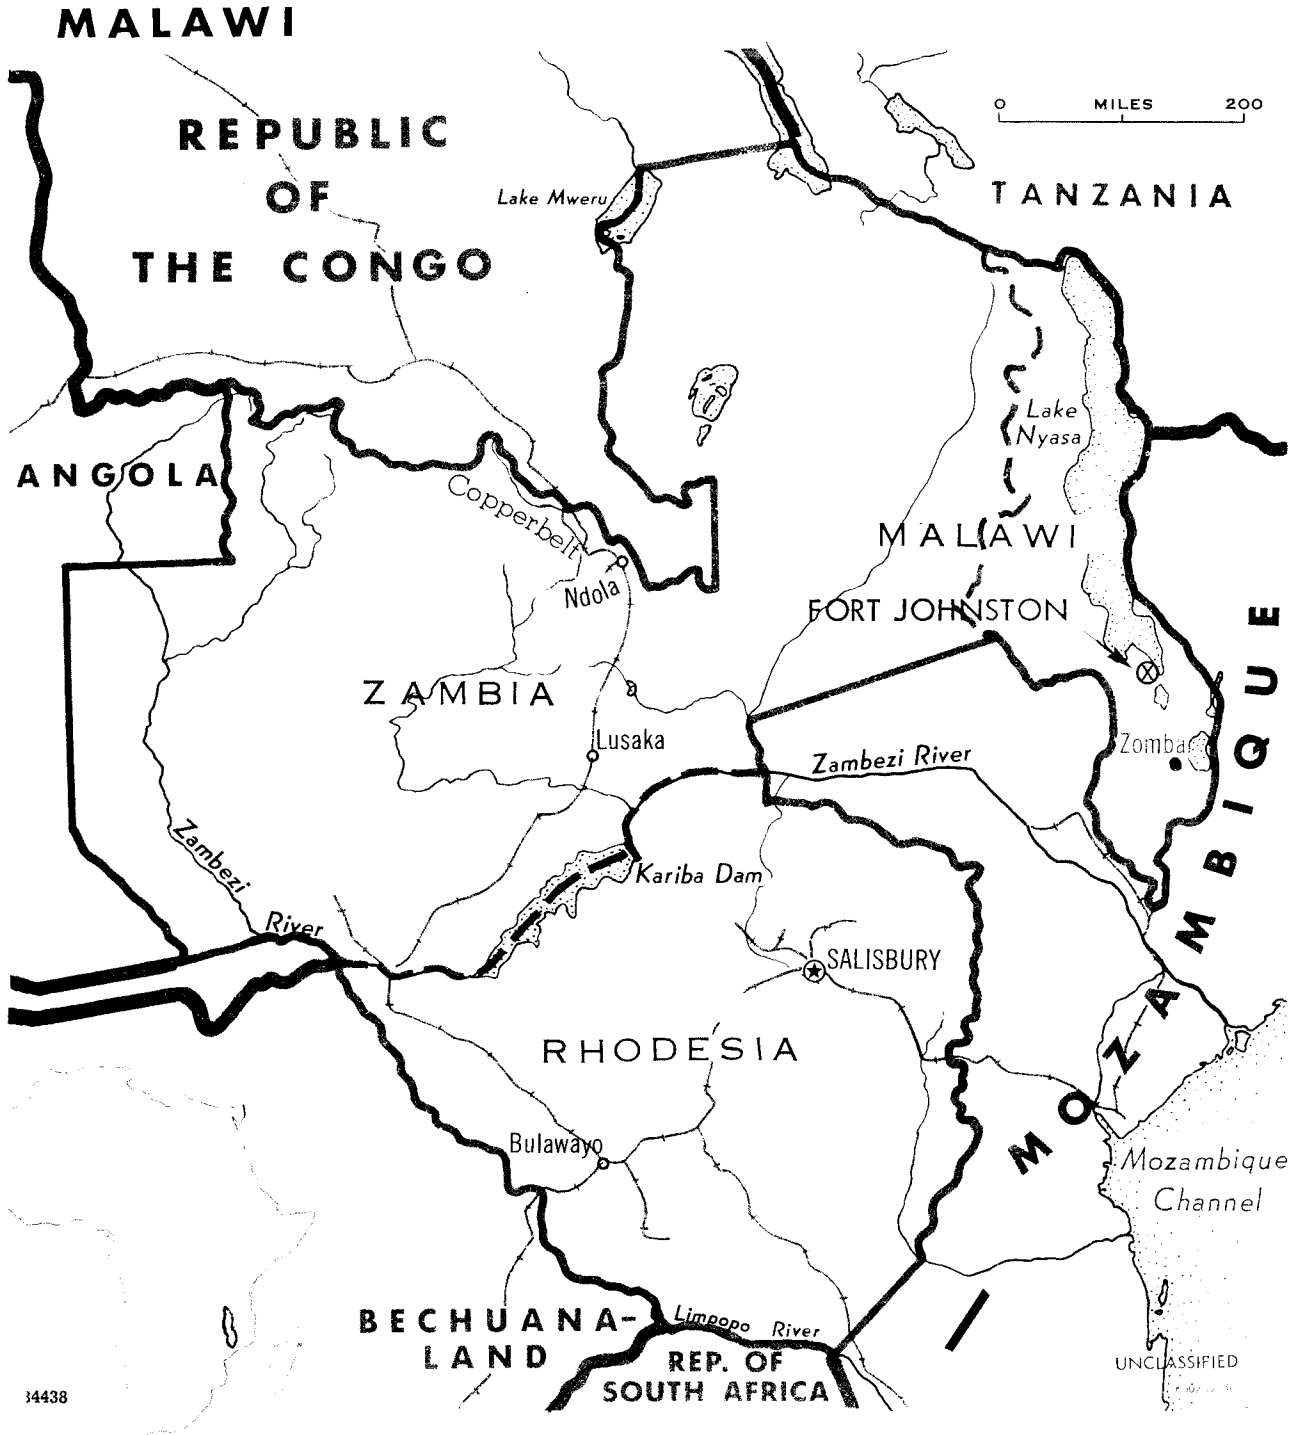 MALAWI
REPUBLIC
OF
THE CONGO
0 MILES 200
TANZANIA
Lake Mweru
Lake
Nyasa
ANGOLA
Copperbelt
Ndola
MALAWI
FORT JOHNSTON
ZAMBIA
Lusaka
Zomba
Zambezi River
MOZAMBIQUE
Zambezi
River
Kariba Dam
SALISBURY
RHODESIA
Bulawayo
Mozambique
Channel
BECHUANA-
LAND
Limpopo River
REP. OF
SOUTH AFRICA
UNCLASSIFIED
34438